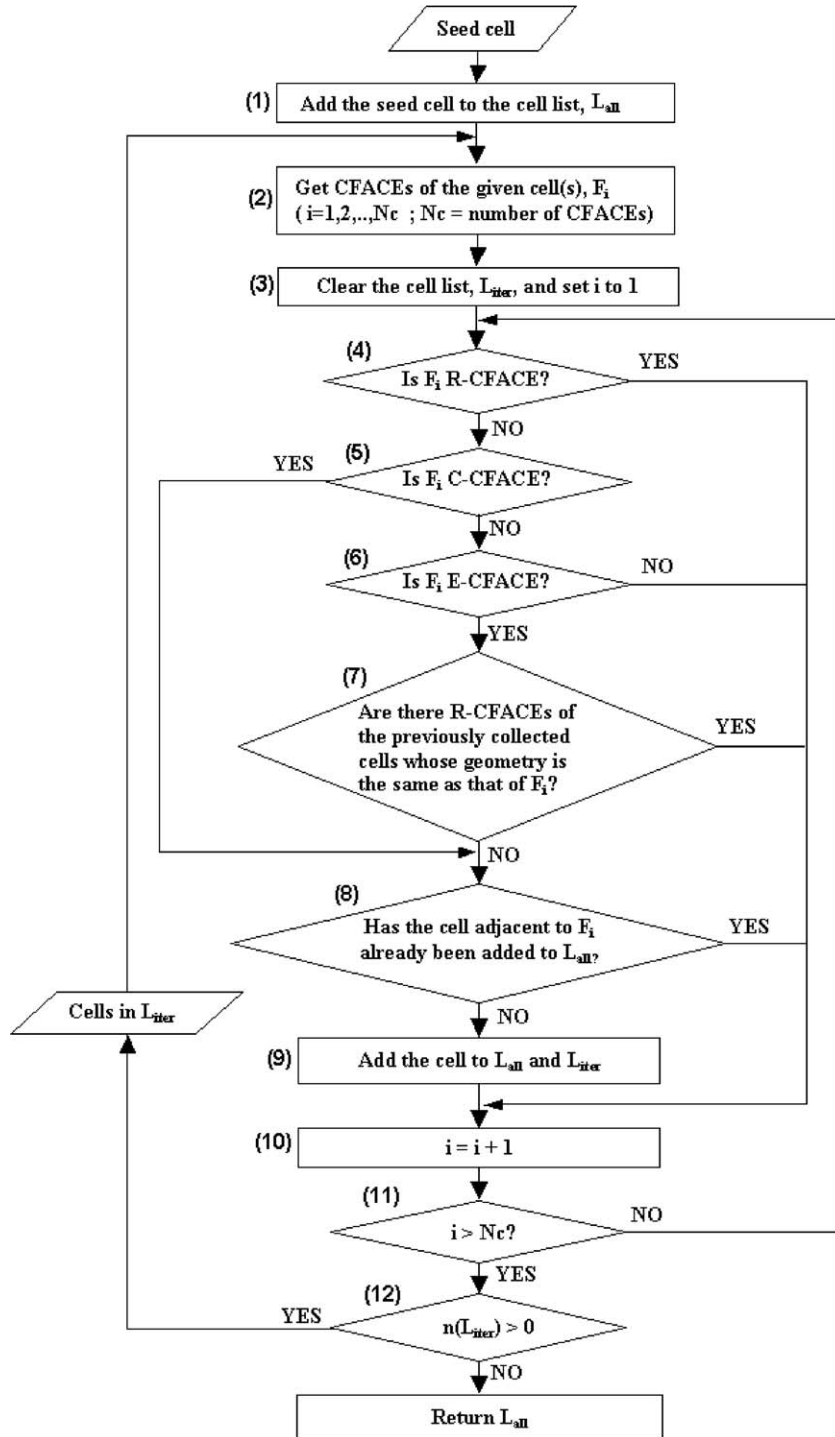 Seed cell
(1)
Add the seed cell to the cell list, Lall
(2)
Get CFACEs of the given cell(s), Fi
( i=1,2,..,Nc ; Nc = number of CFACEs)
(3)
Clear the cell list, Liter, and set i to 1
(4)
Is Fi R-CFACE?
YES
NO
(5)
YES
Is Fi C-CFACE?
NO
(6)
Is Fi E-CFACE?
NO
YES
(7)
Are there R-CFACEs of
the previously collected
cells whose geometry is
the same as that of Fi?
YES
NO
(8)
Has the cell adjacent to Fi
already been added to Lall?
YES
NO
Cells in Liter
(9)
Add the cell to Lall and Liter
(10)
i = i + 1
(11)
i > Nc?
NO
YES
(12)
YES
n(Liter) > 0
NO
Return Lall